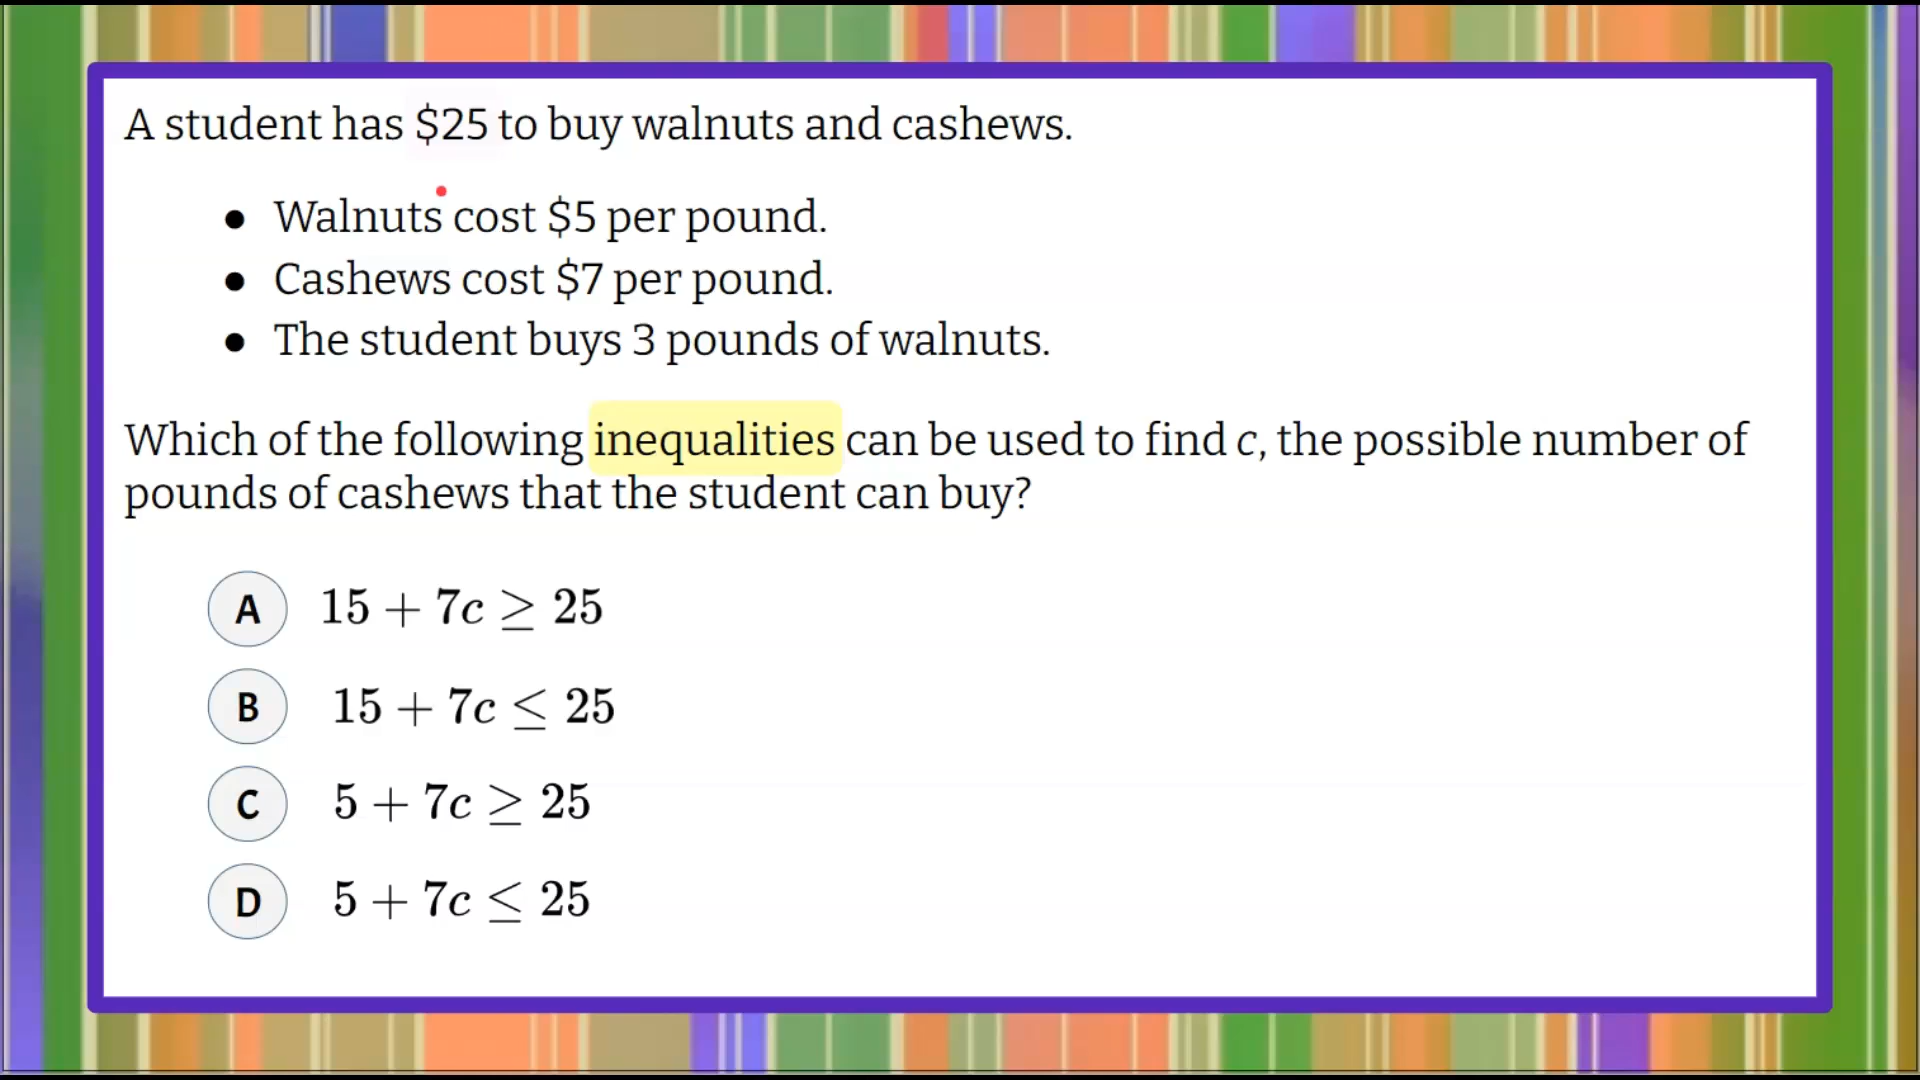 A student has $25 to buy walnuts and cashews.
● Walnuts cost $5 per pound.
● Cashews cost $7 per pound.
● The student buys 3 pounds of walnuts.
Which of the following inequalities can be used to find c, the possible number of
pounds of cashews that the student can buy?
A 15 + 7c ≥ 25
B 15 + 7c ≤ 25
C 5 + 7c ≥ 25
D 5 + 7c ≤ 25